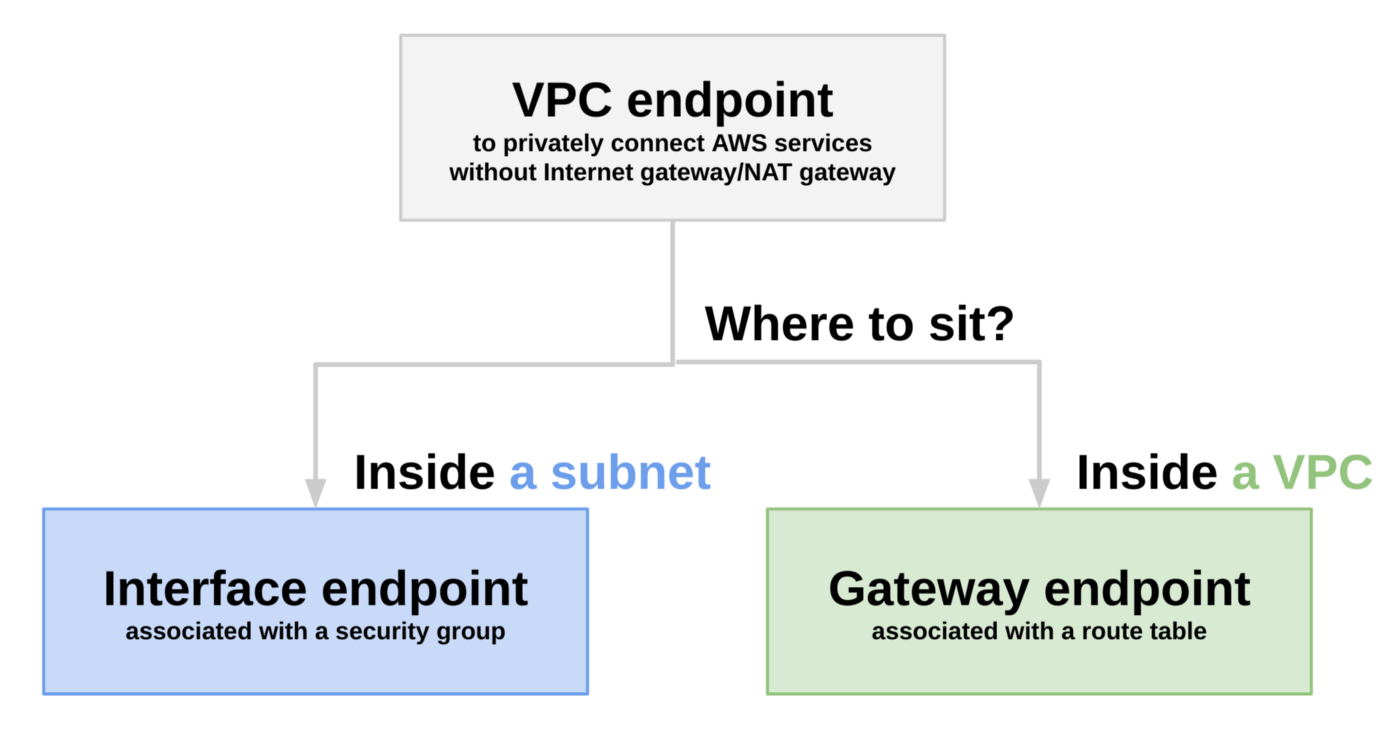 VPC endpoint
to privately connect AWS services
without Internet gateway/NAT gateway
Where to sit?
Inside a subnet
Inside a VPC
Interface endpoint
associated with a security group
Gateway endpoint
associated with a route table